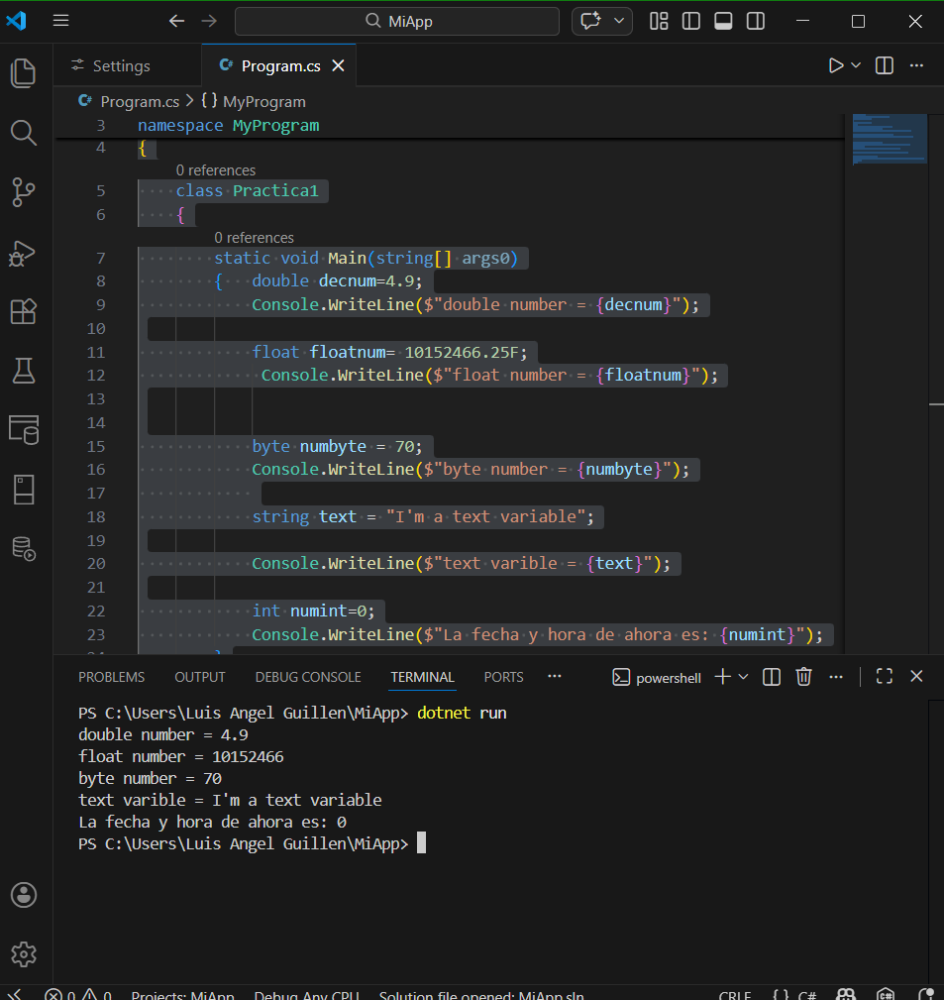 MiApp
Settings
C# Program.cs
C# Program.cs > {} MyProgram
3 namespace MyProgram
4 {
0 references
5 class Practica1
6 {
0 references
7 static void Main(string[] args0)
8 { double decnum=4.9;
9 Console.WriteLine($"double number = {decnum}");
10
11 float floatnum= 10152466.25F;
12 Console.WriteLine($"float number = {floatnum}");
13
14
15 byte numbyte = 70;
16 Console.WriteLine($"byte number = {numbyte}");
17
18 string text = "I'm a text variable";
19
20 Console.WriteLine($"text varible = {text}");
21
22 int numint=0;
23 Console.WriteLine($"La fecha y hora de ahora es: {numint}");
24 }
PROBLEMS OUTPUT DEBUG CONSOLE TERMINAL PORTS ··· powershell
PS C:\Users\Luis Angel Guillen\MiApp> dotnet run
double number = 4.9
float number = 10152466
byte number = 70
text varible = I'm a text variable
La fecha y hora de ahora es: 0
PS C:\Users\Luis Angel Guillen\MiApp>
0 0 Projects: MiApp Debug Any CPU Solution file opened: MiApp.sln CRLF {} C#